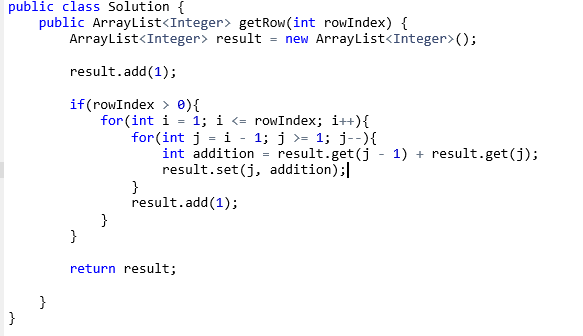 public class Solution {
    public ArrayList<Integer> getRow(int rowIndex) {
        ArrayList<Integer> result = new ArrayList<Integer>();
        result.add(1);
        if(rowIndex > 0){
            for(int i = 1; i <= rowIndex; i++){
                for(int j = i - 1; j >= 1; j--){
                    int addition = result.get(j - 1) + result.get(j);
                    result.set(j, addition);
                }
                result.add(1);
            }
        }
        return result;
    }
}